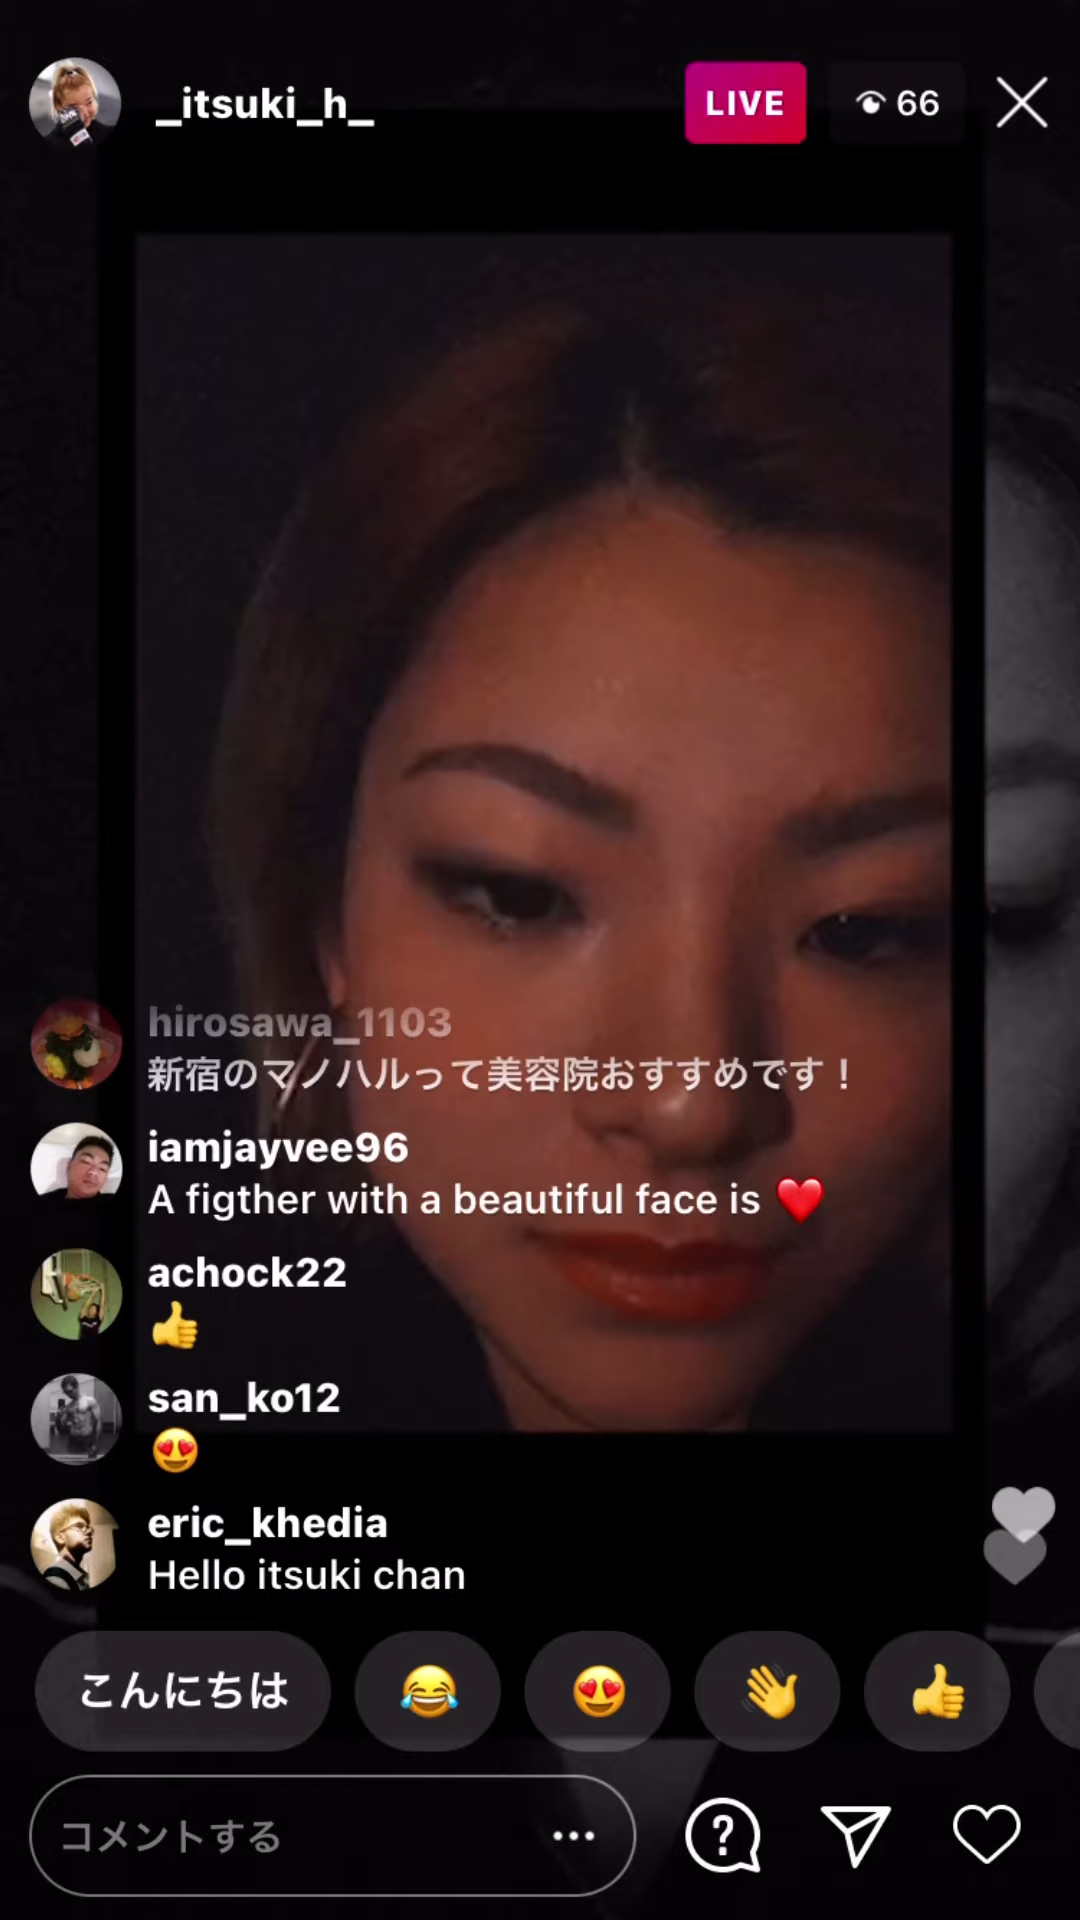 _itsuki_h_
LIVE
66
hirosawa_1103
新宿のマノハルって美容院おすすめです！
iamjayvee96
A figther with a beautiful face is ❤️
achock22
👍
san_ko12
😍
eric_khedia
Hello itsuki chan
こんにちは 😂 😍 👋 👍
コメントする